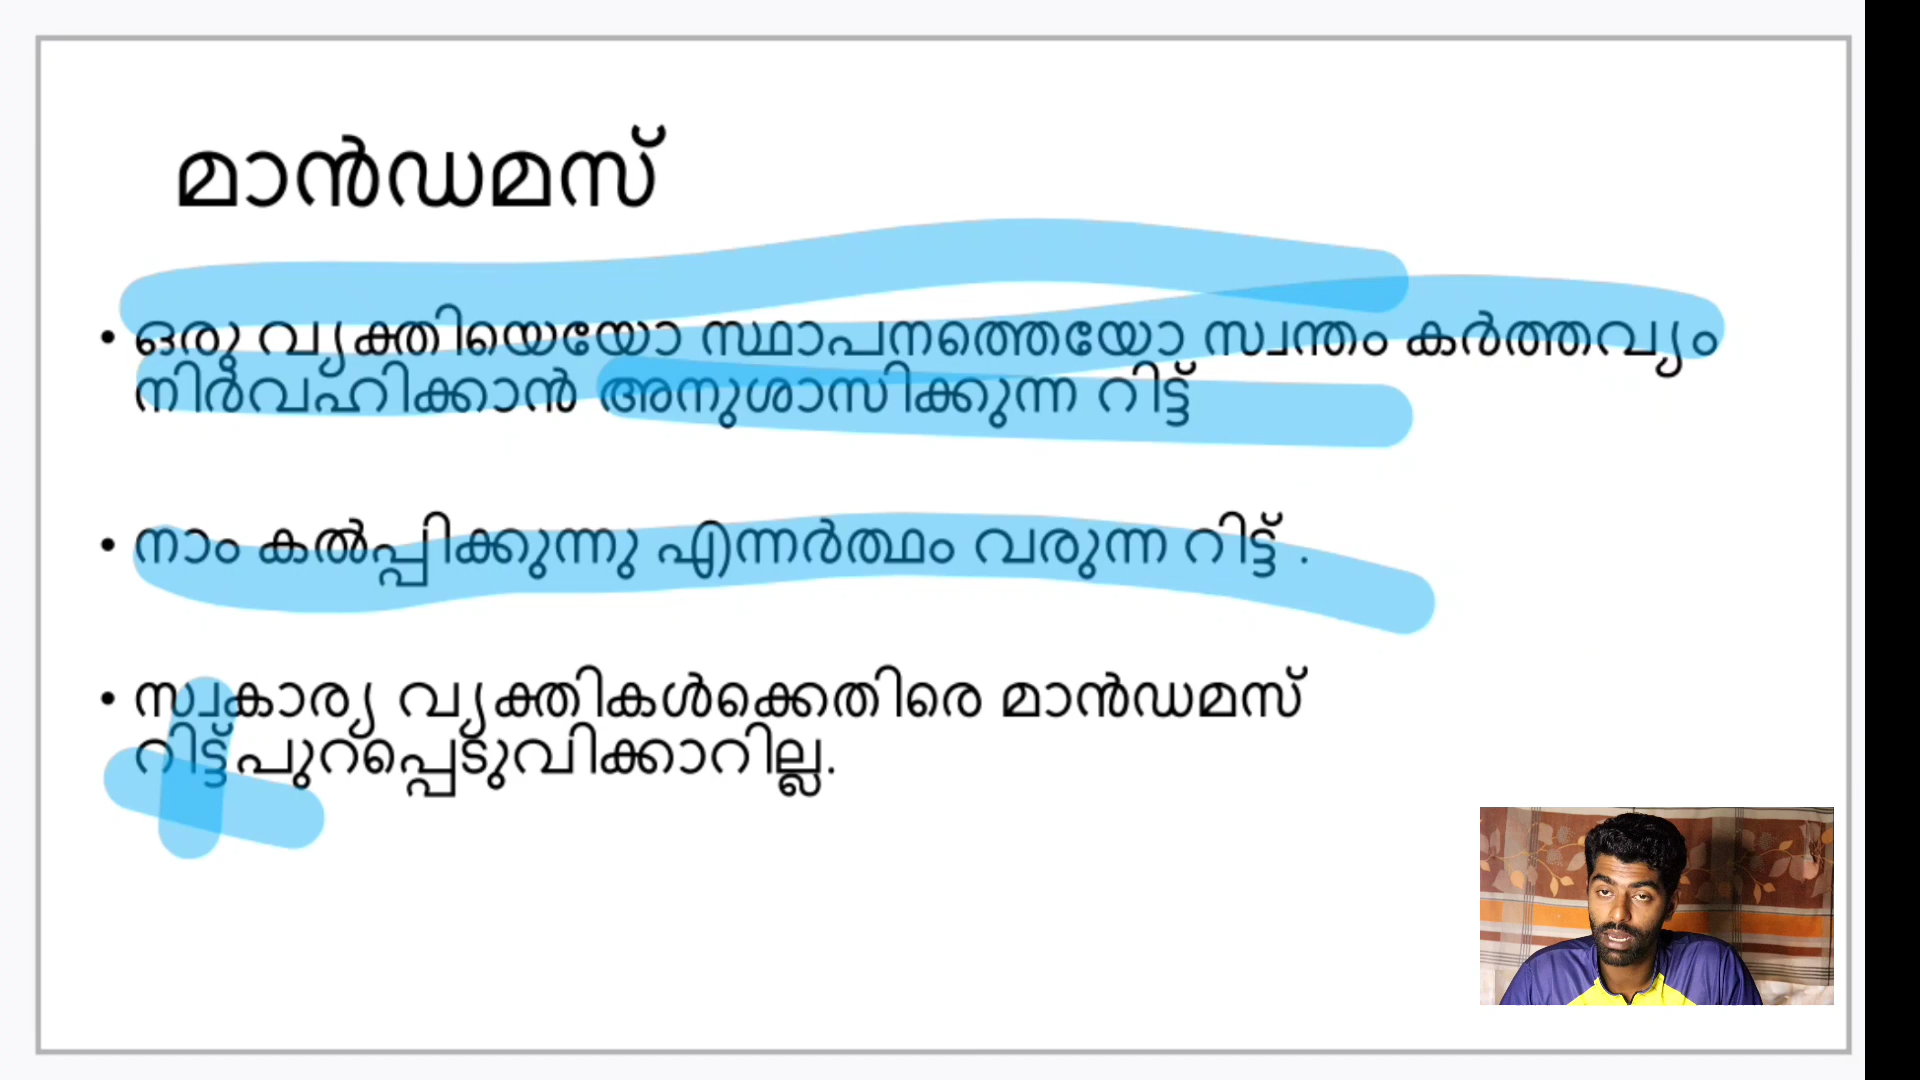 മാൻഡമസ്
• ഒരു വ്യക്തിയെയോ സ്ഥാപനത്തെയോ സ്വന്തം കർത്തവ്യം
നിർവഹിക്കാൻ അനുശാസിക്കുന്ന റിട്ട്
• നാം കൽപ്പിക്കുന്നു എന്നർത്ഥം വരുന്ന റിട്ട് .
• സ്വകാര്യ വ്യക്തികൾക്കെതിരെ മാൻഡമസ്
റിട്ട് പുറപ്പെടുവിക്കാറില്ല.